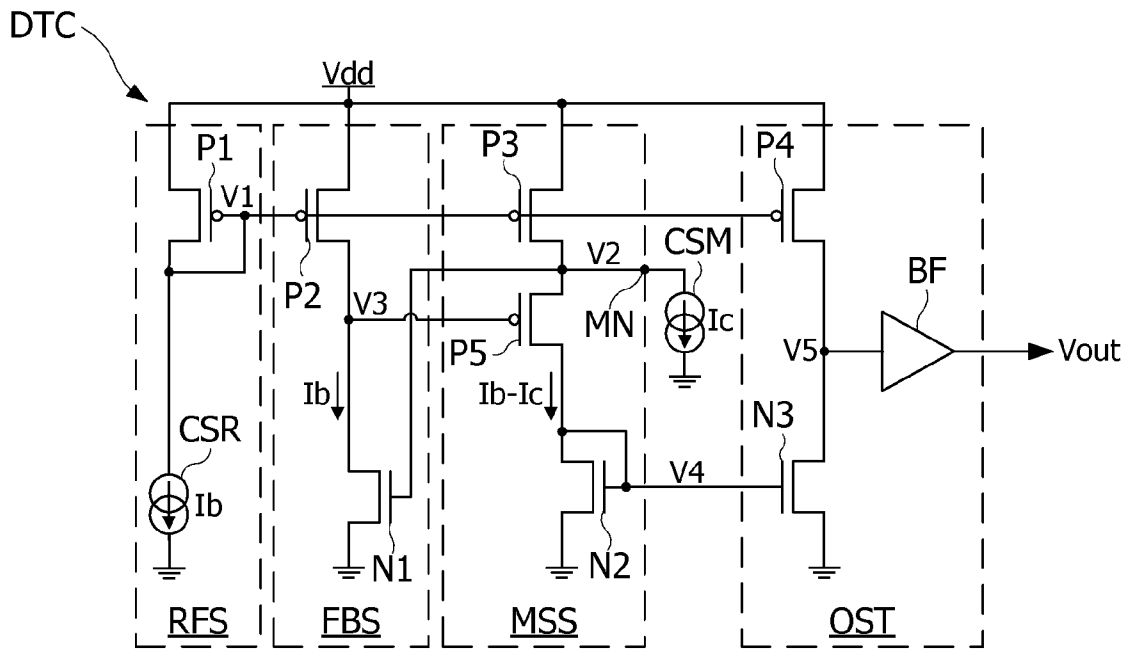 DTC
Vdd
P1
P3
P4
V1
P2
V2
CSM
BF
V3
MN
Ic
P5
V5
Vout
Ib
Ib-Ic
CSR
N3
V4
Ib
N1
N2
RFS
FBS
MSS
OST